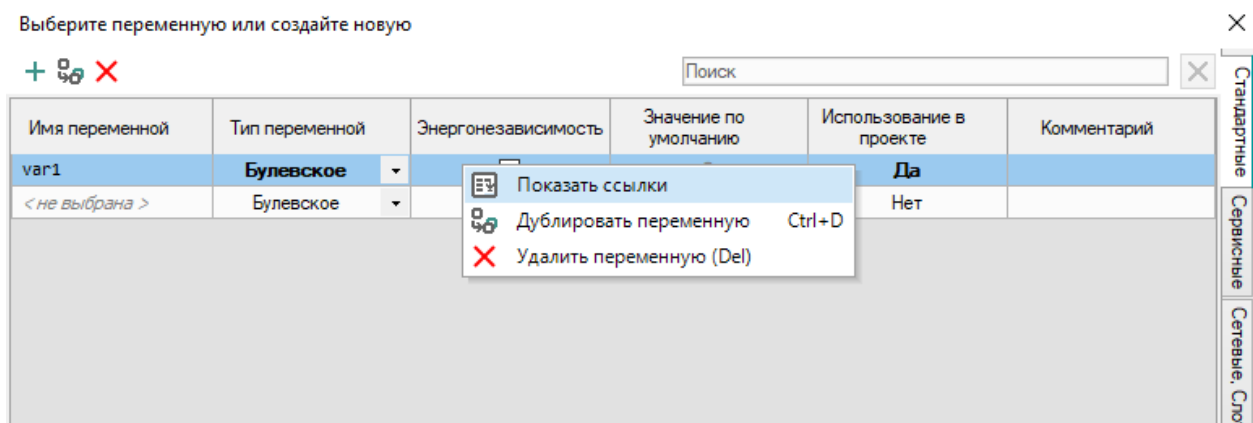 Выберите переменную или создайте новую
Поиск
Имя переменной
Тип переменной
Энергонезависимость
Значение по
умолчанию
Использование в
проекте
Комментарий
var1
Булевское
Да
<не выбрана >
Булевское
Нет
Показать ссылки
Дублировать переменную Ctrl+D
Удалить переменную (Del)
Стандартные
Сервисные
Сетевые,